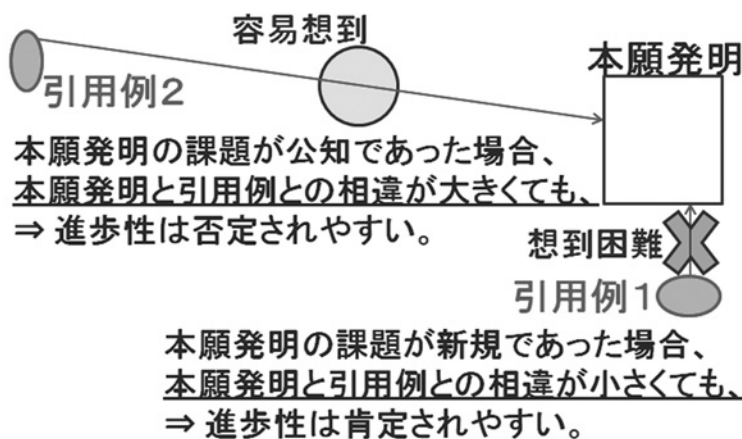 容易想到
本願発明
引用例２
本願発明の課題が公知であった場合、
本願発明と引用例との相違が大きくても、
⇒ 進歩性は否定されやすい。
想到困難
引用例１
本願発明の課題が新規であった場合、
本願発明と引用例との相違が小さくても、
⇒ 進歩性は肯定されやすい。